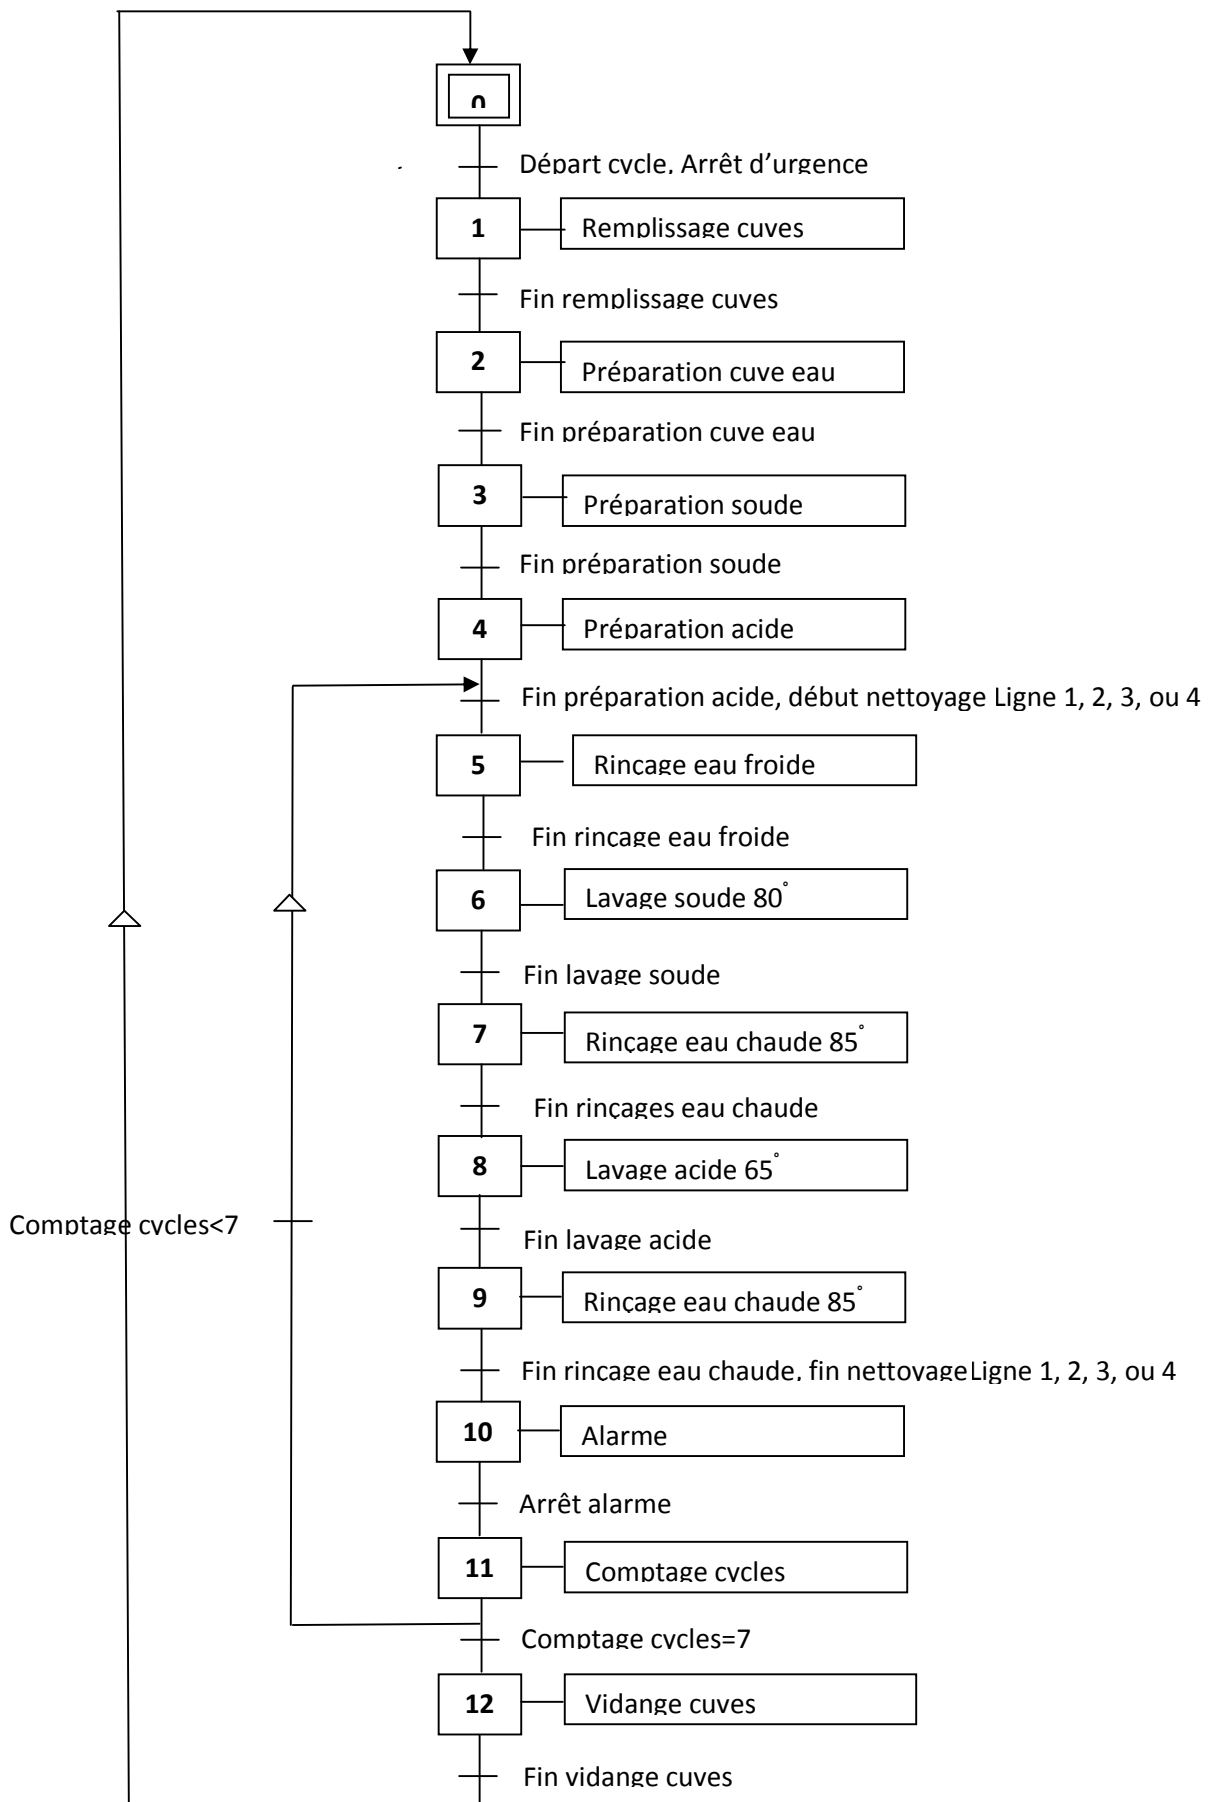 0
Départ cycle, Arrêt d'urgence
1
Remplissage cuves
Fin remplissage cuves
2
Préparation cuve eau
Fin préparation cuve eau
3
Préparation soude
Fin préparation soude
4
Préparation acide
Fin préparation acide, début nettoyage Ligne 1, 2, 3, ou 4
5
Rinçage eau froide
Fin rinçage eau froide
6
Lavage soude 80°
Fin lavage soude
7
Rinçage eau chaude 85°
Fin rinçages eau chaude
8
Lavage acide 65°
Comptage cycles<7
Fin lavage acide
9
Rinçage eau chaude 85°
Fin rinçage eau chaude, fin nettoyage Ligne 1, 2, 3, ou 4
10
Alarme
Arrêt alarme
11
Comptage cycles
Comptage cycles=7
12
Vidange cuves
Fin vidange cuves